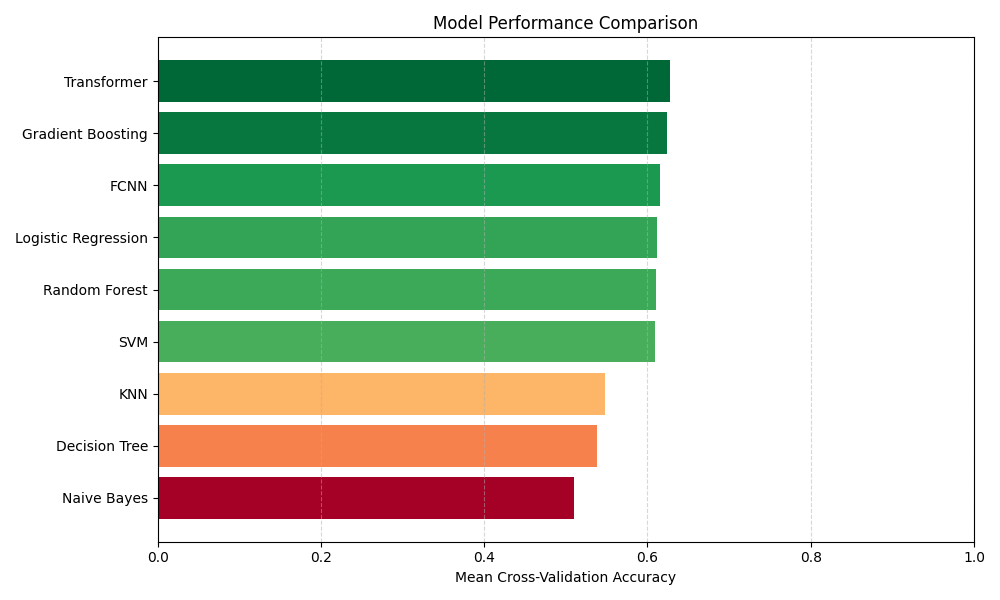 Model Performance Comparison
Transformer
Gradient Boosting
FCNN
Logistic Regression
Random Forest
SVM
KNN
Decision Tree
Naive Bayes
0.0 0.2 0.4 0.6 0.8 1.0
Mean Cross-Validation Accuracy